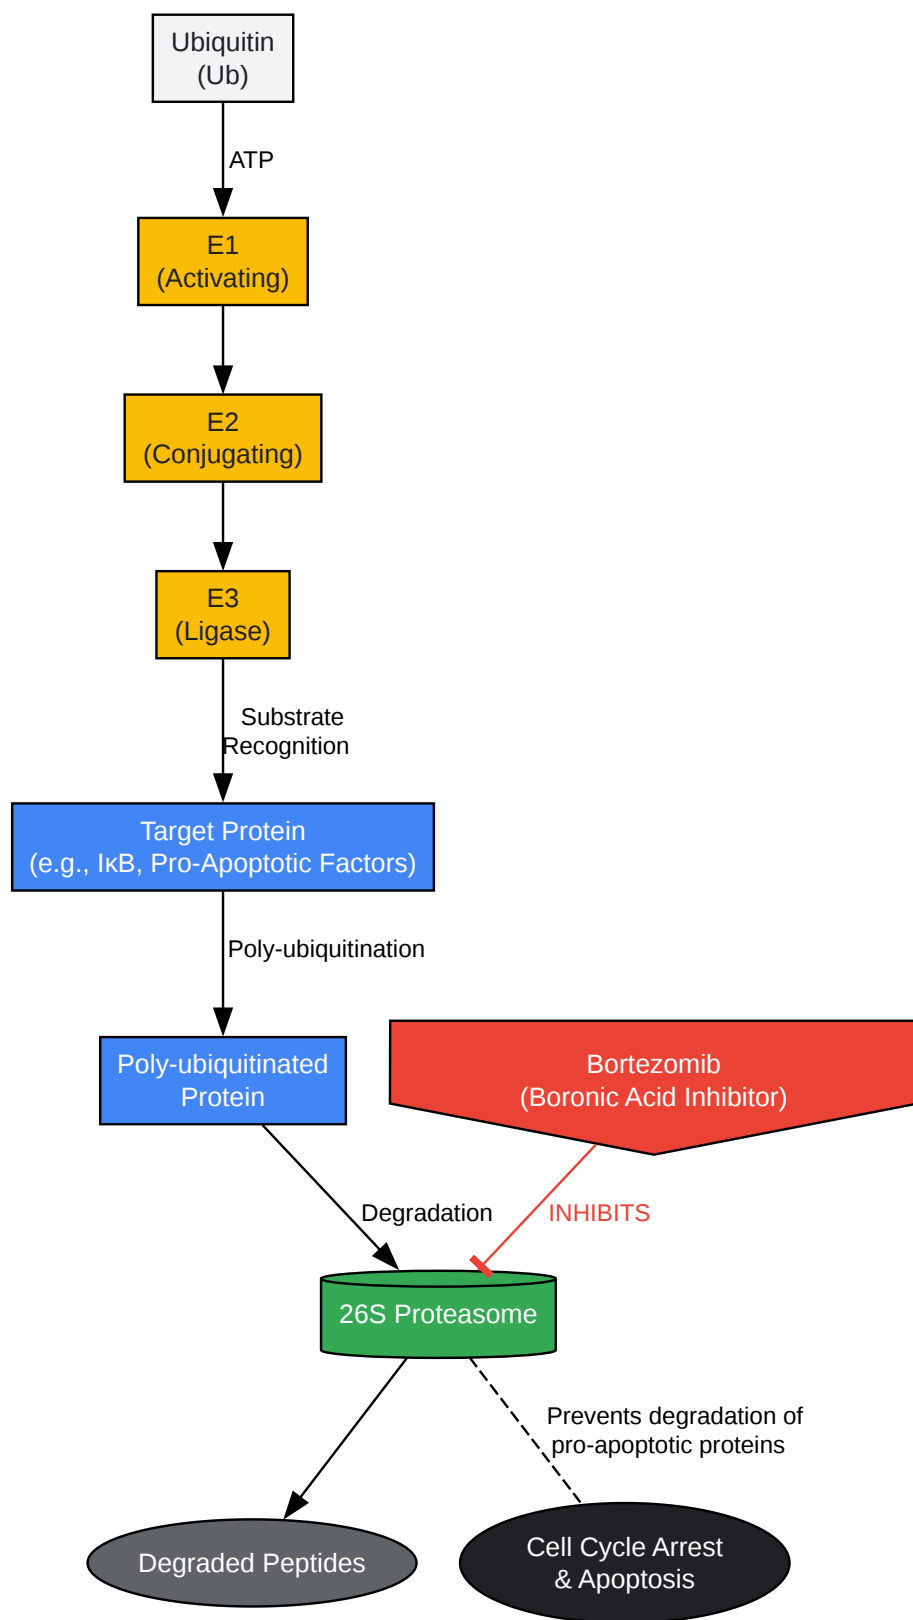 Ubiquitin
(Ub)
ATP
E1
(Activating)
E2
(Conjugating)
E3
(Ligase)
Substrate
Recognition
Target Protein
(e.g., IκB, Pro-Apoptotic Factors)
Poly-ubiquitination
Poly-ubiquitinated
Protein
Bortezomib
(Boronic Acid Inhibitor)
Degradation
INHIBITS
26S Proteasome
Prevents degradation of
pro-apoptotic proteins
Degraded Peptides
Cell Cycle Arrest
& Apoptosis